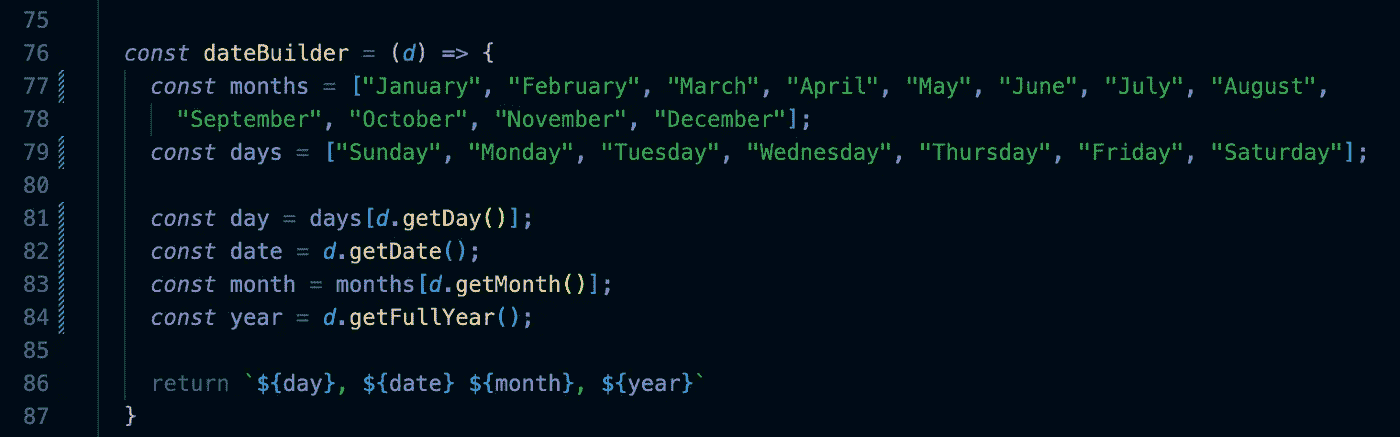 75
76 const dateBuilder = (d) => {
77 const months = ["January", "February", "March", "April", "May", "June", "July", "August",
78 "September", "October", "November", "December"];
79 const days = ["Sunday", "Monday", "Tuesday", "Wednesday", "Thursday", "Friday", "Saturday"];
80
81 const day = days[d.getDay()];
82 const date = d.getDate();
83 const month = months[d.getMonth()];
84 const year = d.getFullYear();
85
86 return `${day}, ${date} ${month}, ${year}`
87 }